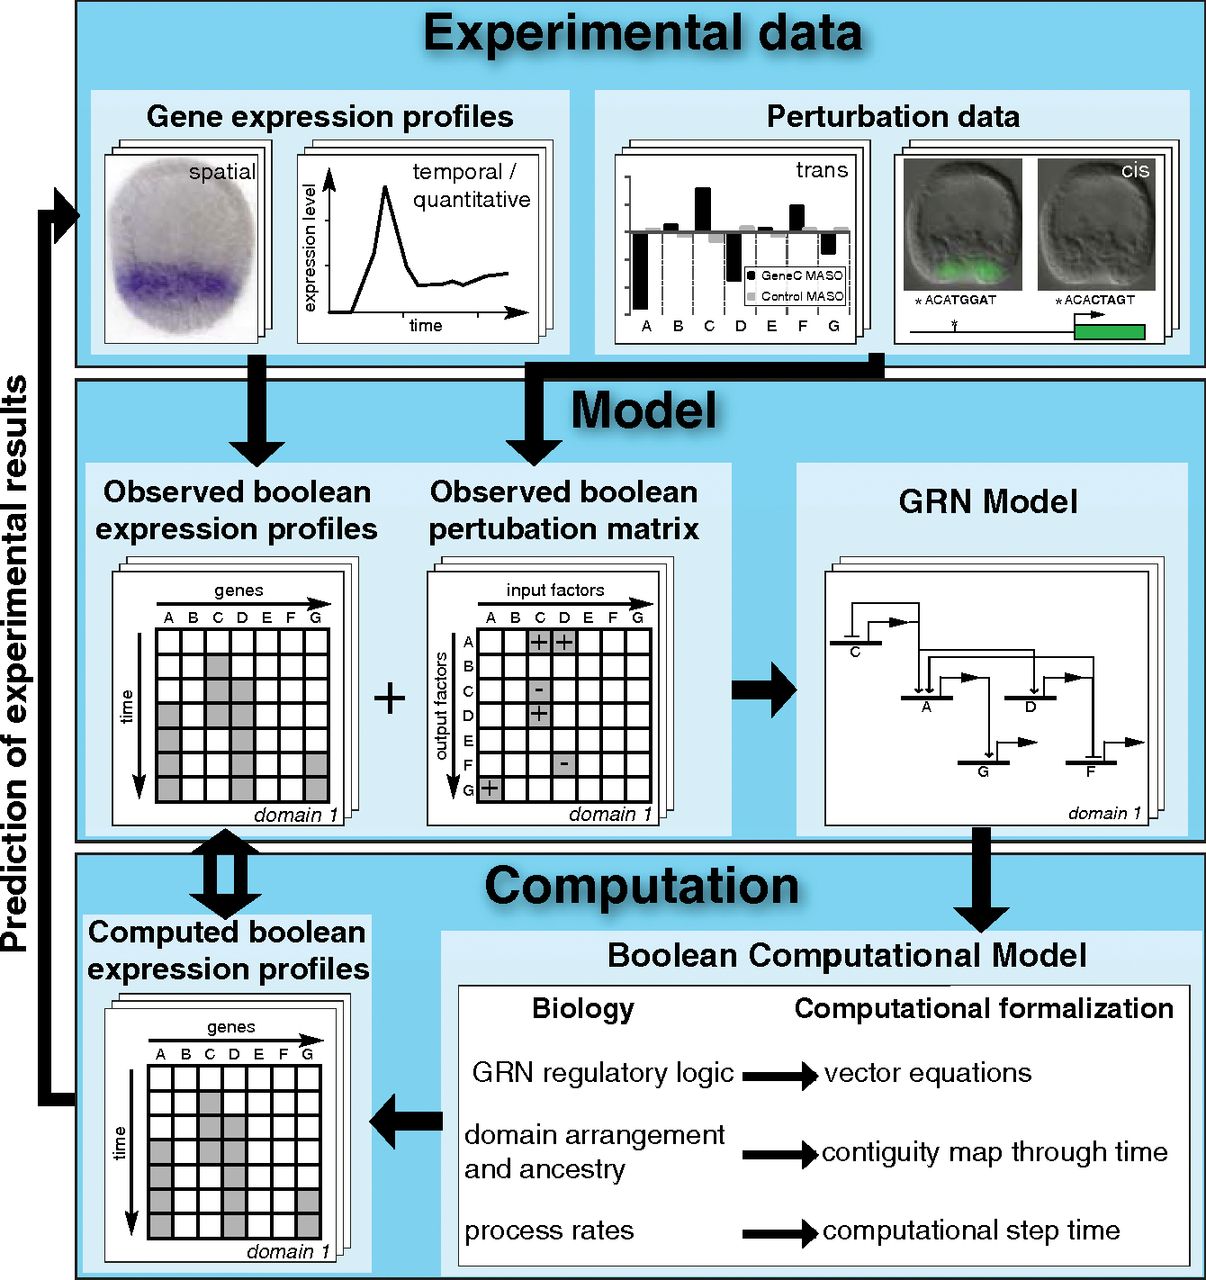 Experimental data
Gene expression profiles
spatial
temporal /
quantitative
expression level
time
Perturbation data
trans
GeneC MASO
Control MASO
A B C D E F G
cis
*ACATGGAT
*ACACTAGT
*
Prediction of experimental results
Model
Observed boolean
expression profiles
genes
A B C D E F G
time
domain 1
+
Observed boolean
pertubation matrix
input factors
A B C D E F G
output factors
A + +
B
C -
D +
E
F -
G +
domain 1
GRN Model
C
A
D
G
F
domain 1
Computation
Computed boolean
expression profiles
genes
A B C D E F G
time
domain 1
Boolean Computational Model
Biology
Computational formalization
GRN regulatory logic
vector equations
domain arrangement
and ancestry
contiguity map through time
process rates
computational step time